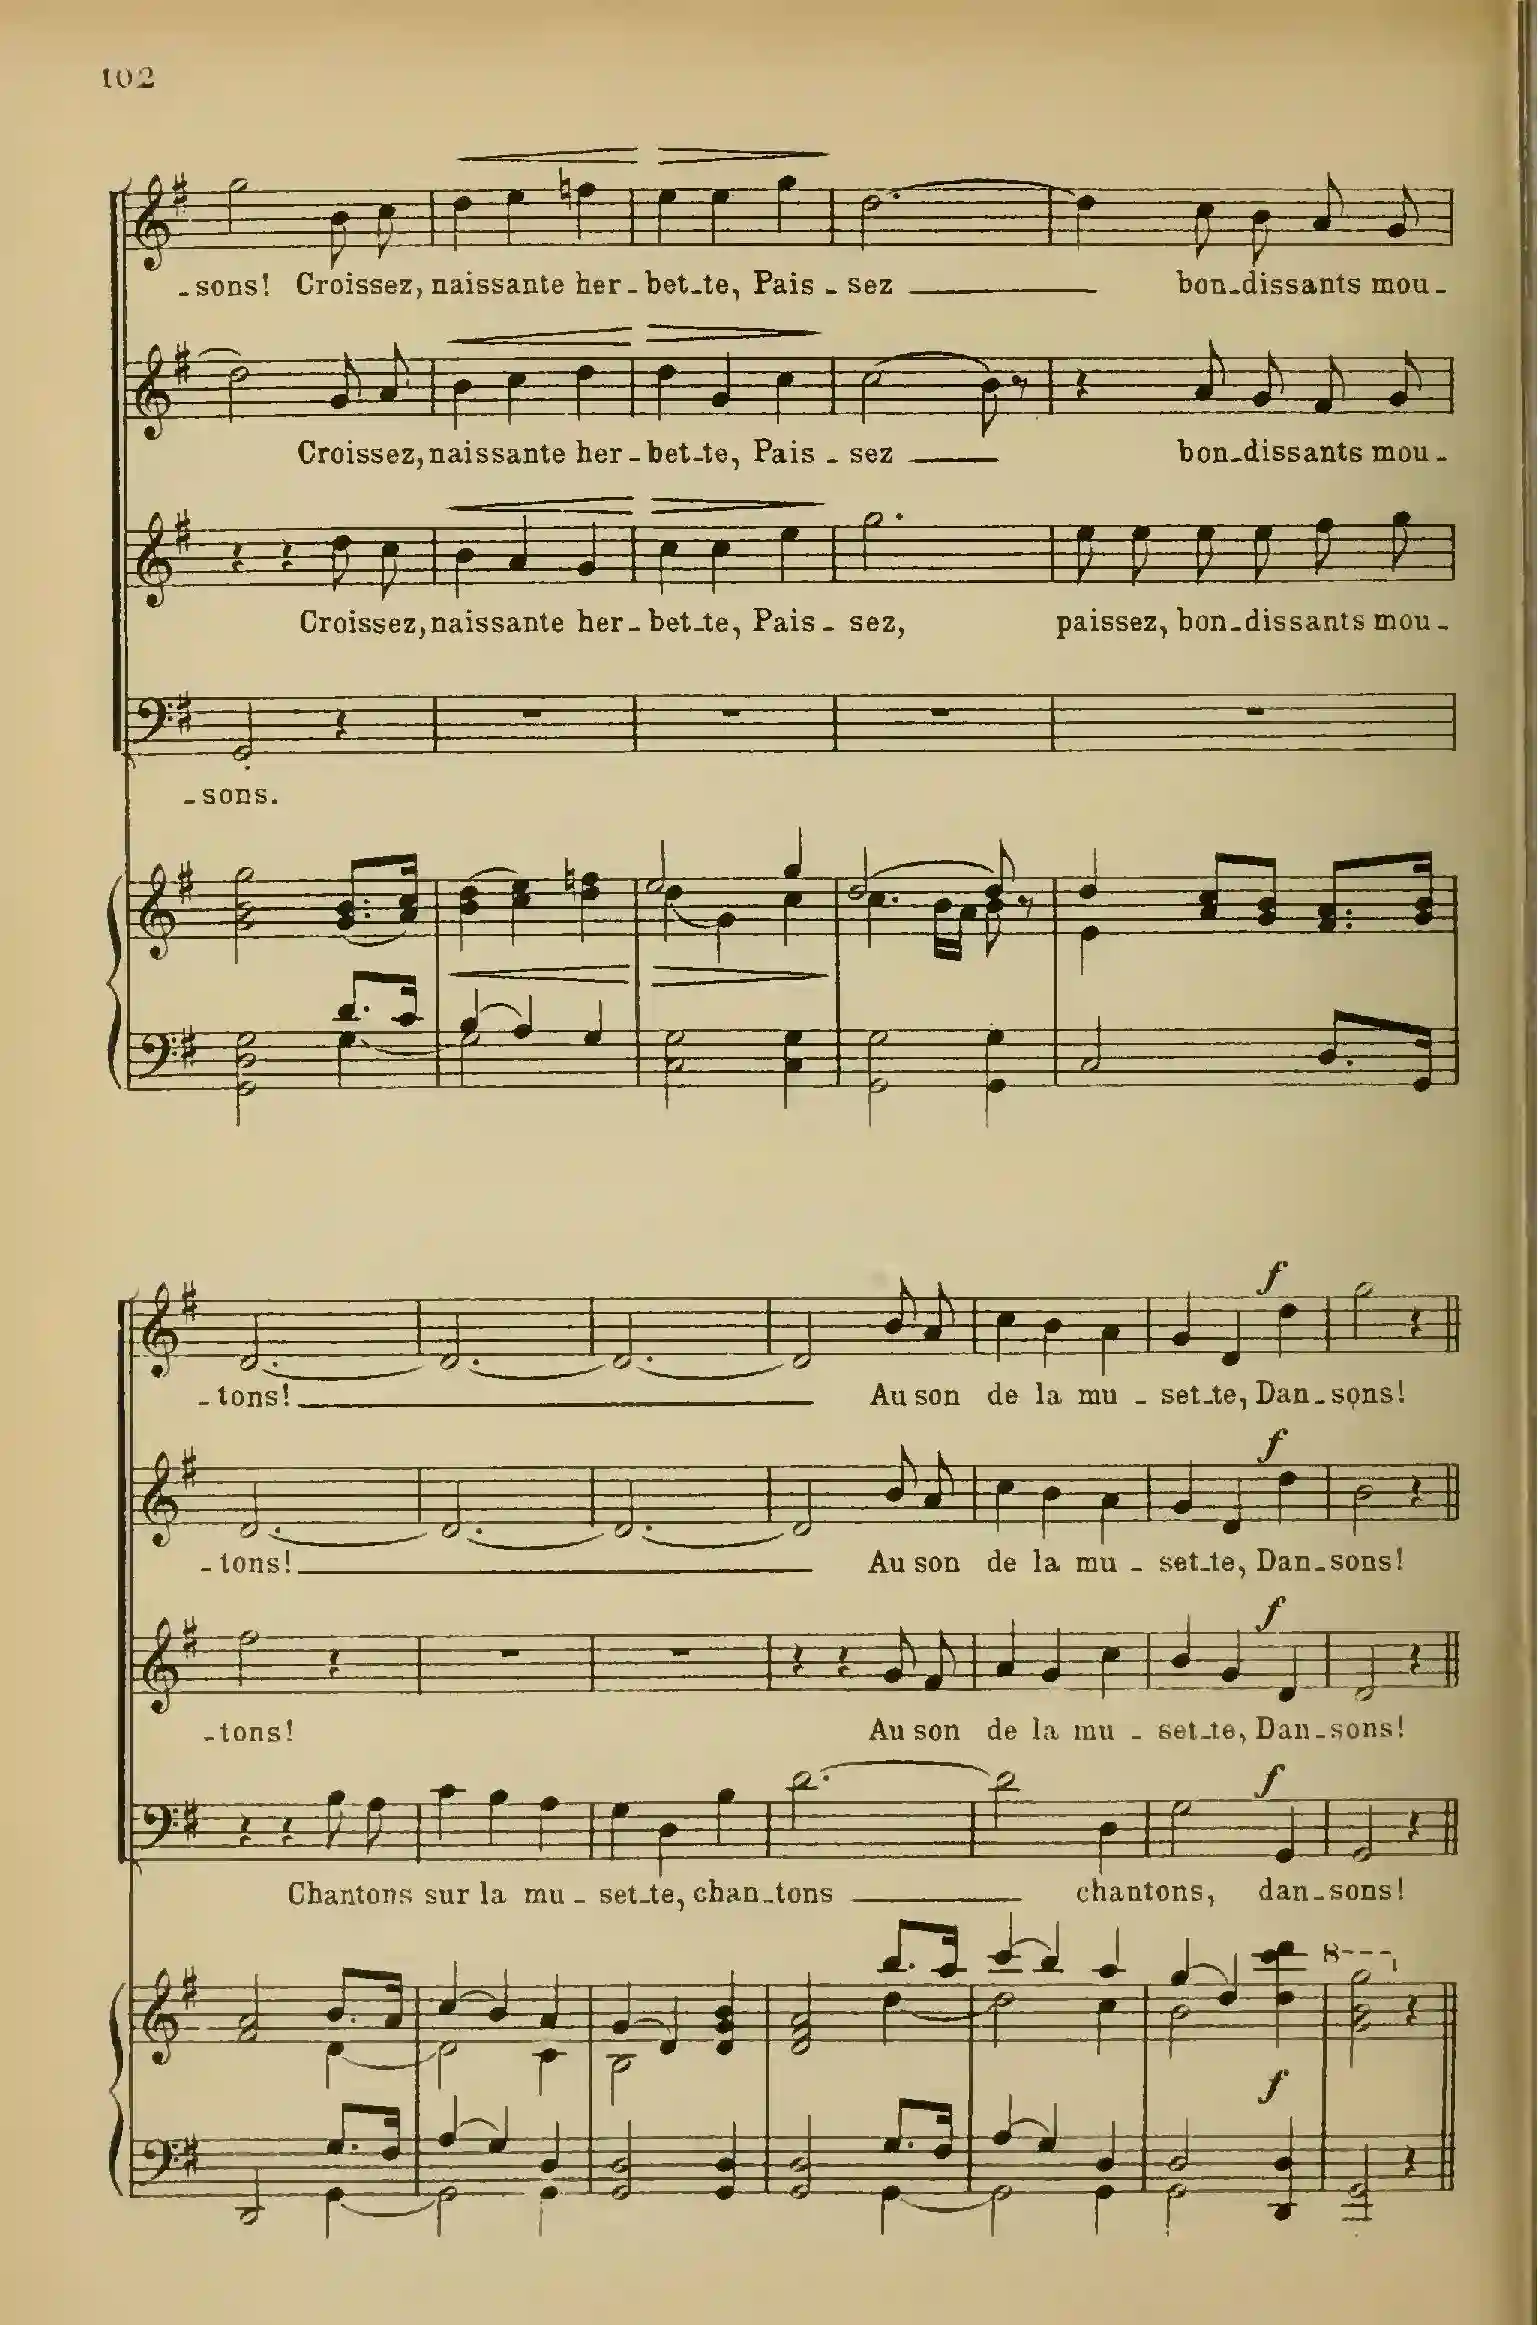 102
-sons! Croissez, naissante her-bet-te, Pais-sez bon-dissants mou-
Croissez, naissante her-bet-te, Pais-sez bon-dissants mou-
Croissez, naissante her-bet-te, Pais-sez, paissez, bon-dissants mou-
-sons.
f
-tons! Au son de la mu-set-te, Dan-sons!
f
-tons! Au son de la mu-set-te, Dan-sons!
f
-tons! Au son de la mu-set-te, Dan-sons!
f
Chantons sur la mu-set-te, chan-tons chantons, dan-sons!
8
f